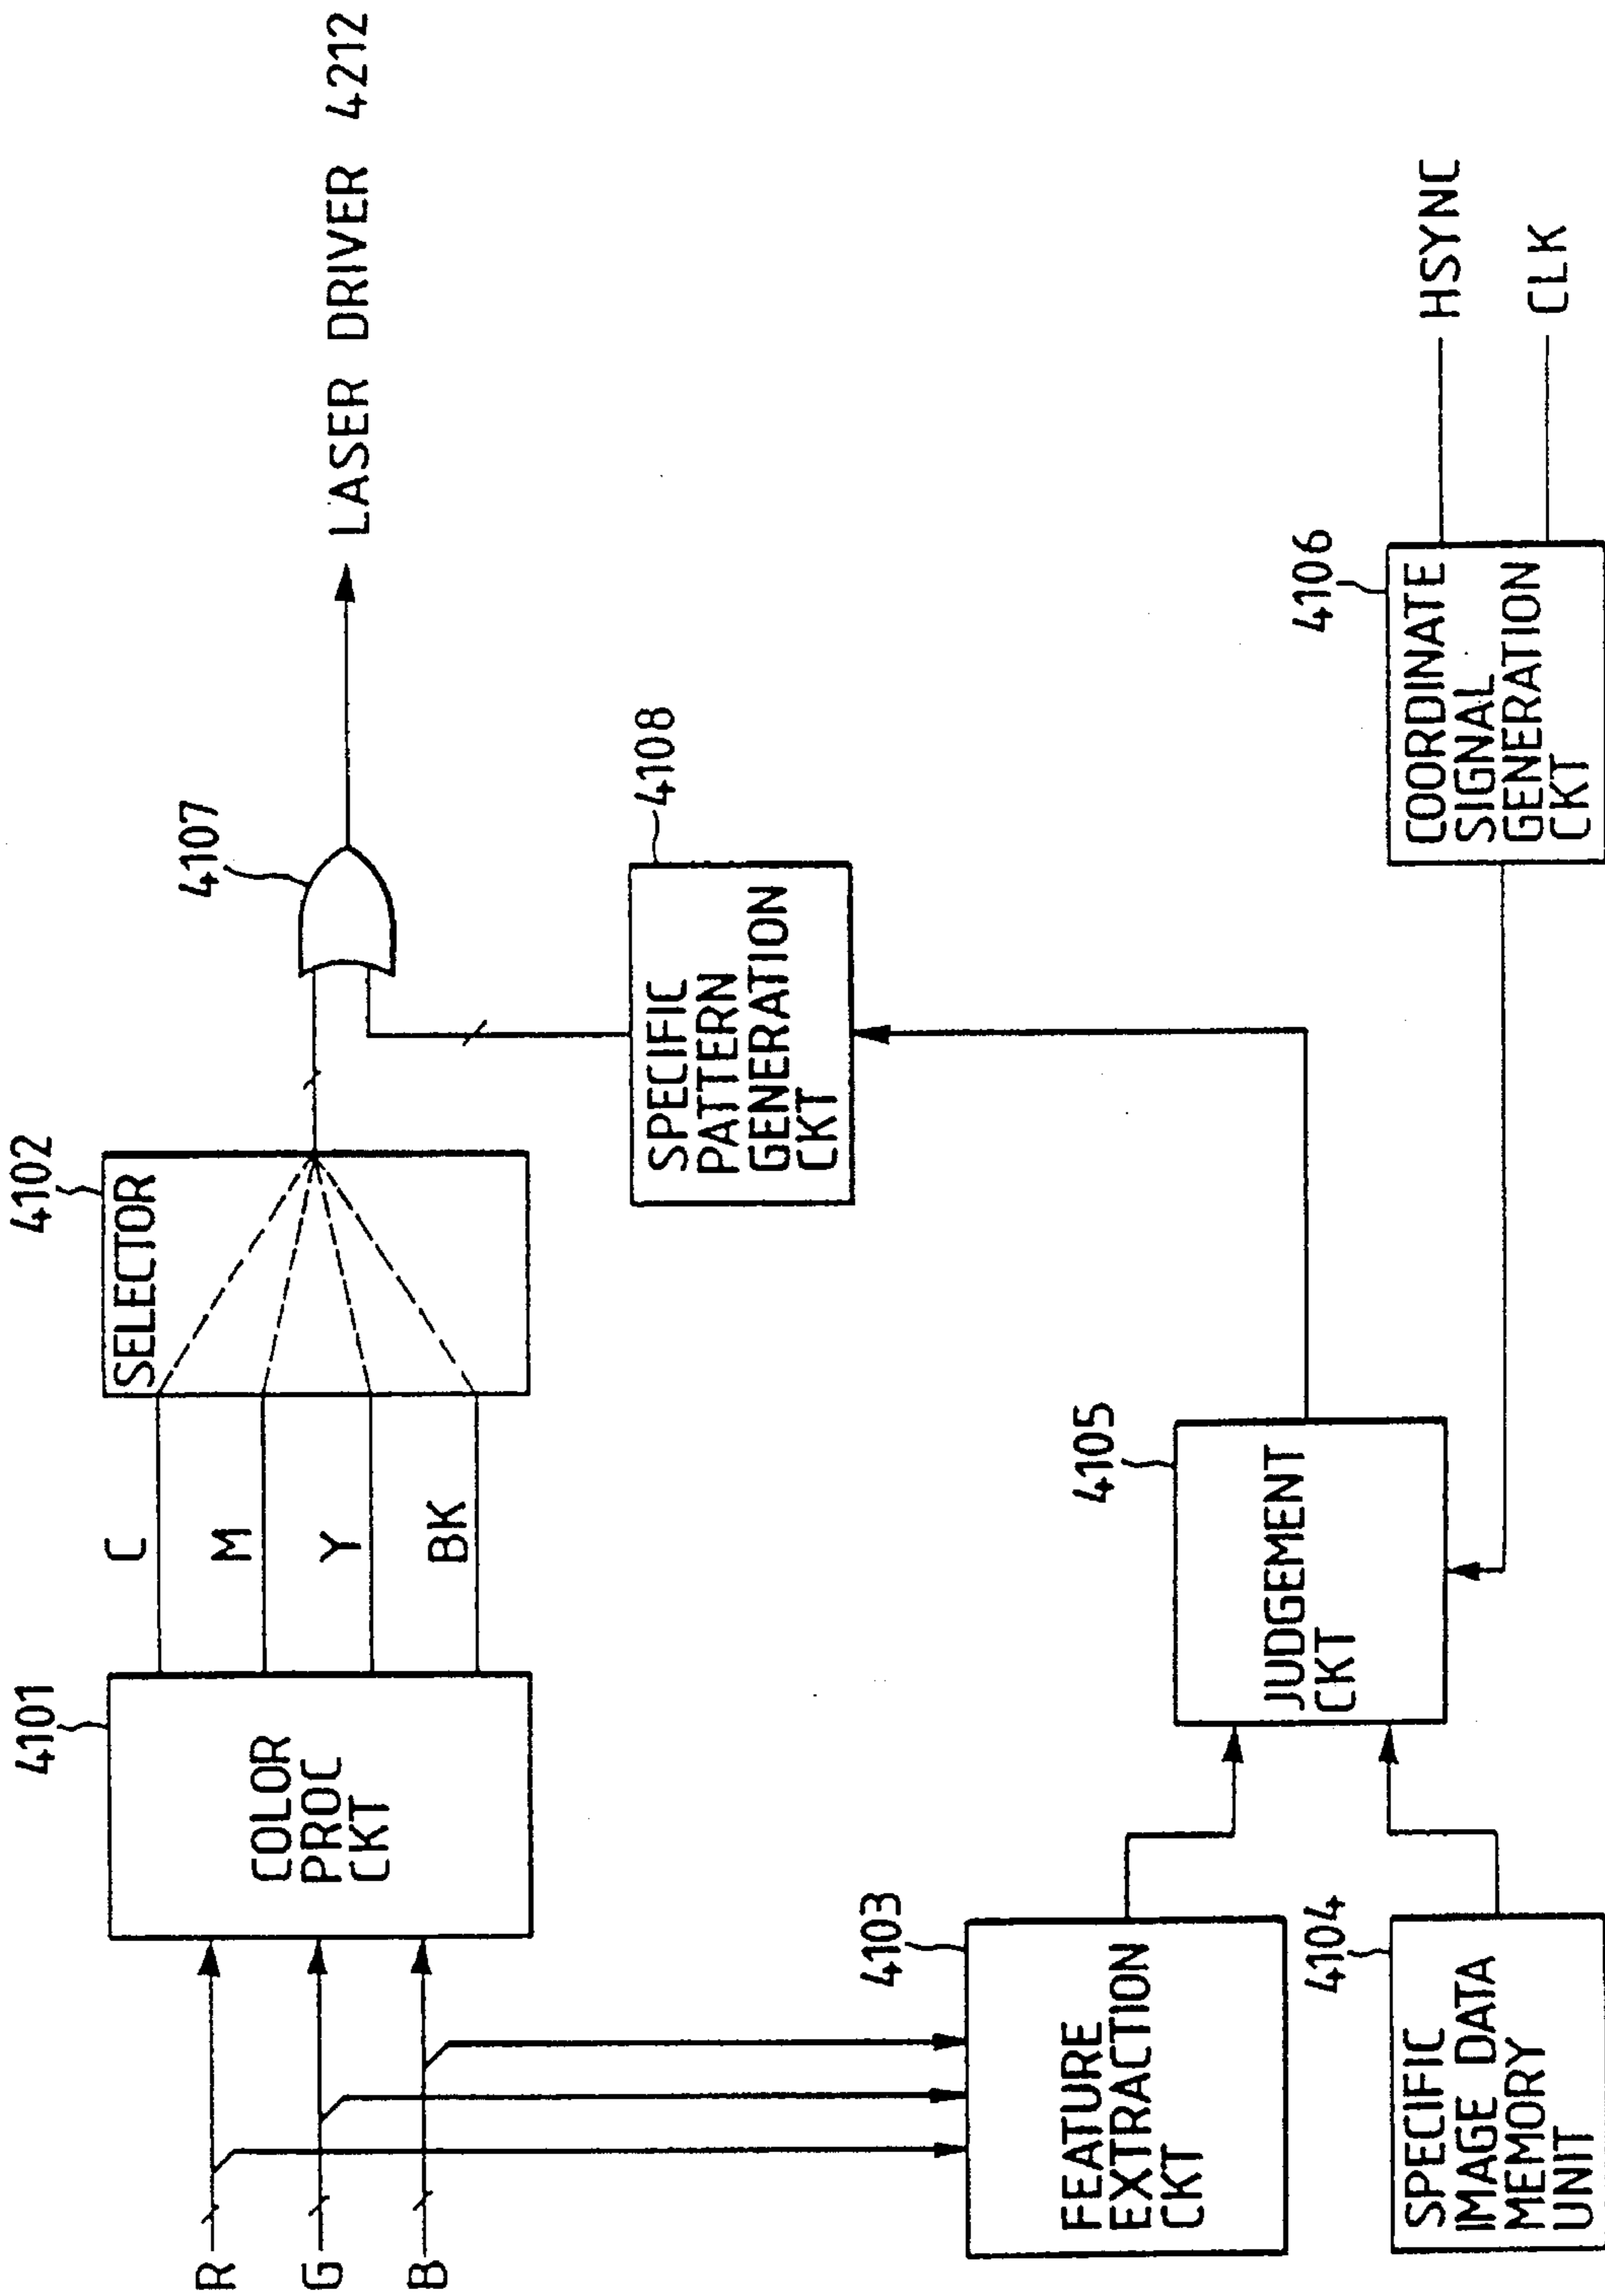 4101
COLOR
PROC
CKT
R
G
B
C
M
Y
BK
4102
SELECTOR
4107
LASER DRIVER 4212
4108
SPECIFIC
PATTERN
GENERATION
CKT
4103
FEATURE
EXTRACTION
CKT
4104
SPECIFIC
IMAGE DATA
MEMORY
UNIT
4105
JUDGEMENT
CKT
4106
COORDINATE
SIGNAL
GENERATION
CKT
HSYNC
CLK